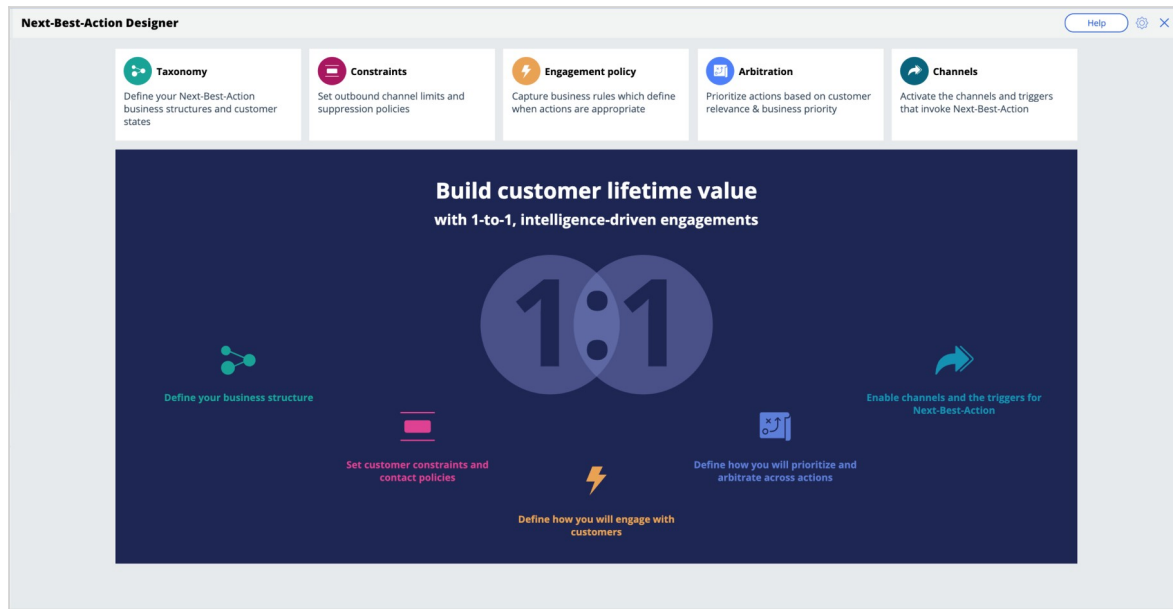 Next-Best-Action Designer
Help
Taxonomy
Define your Next-Best-Action
business structures and customer
states
Constraints
Set outbound channel limits and
suppression policies
Engagement policy
Capture business rules which define
when actions are appropriate
Arbitration
Prioritize actions based on customer
relevance & business priority
Channels
Activate the channels and triggers
that invoke Next-Best-Action
Build customer lifetime value
with 1-to-1, intelligence-driven engagements
1:1
Define your business structure
Enable channels and the triggers for
Next-Best-Action
Set customer constraints and
contact policies
Define how you will prioritize and
arbitrate across actions
Define how you will engage with
customers